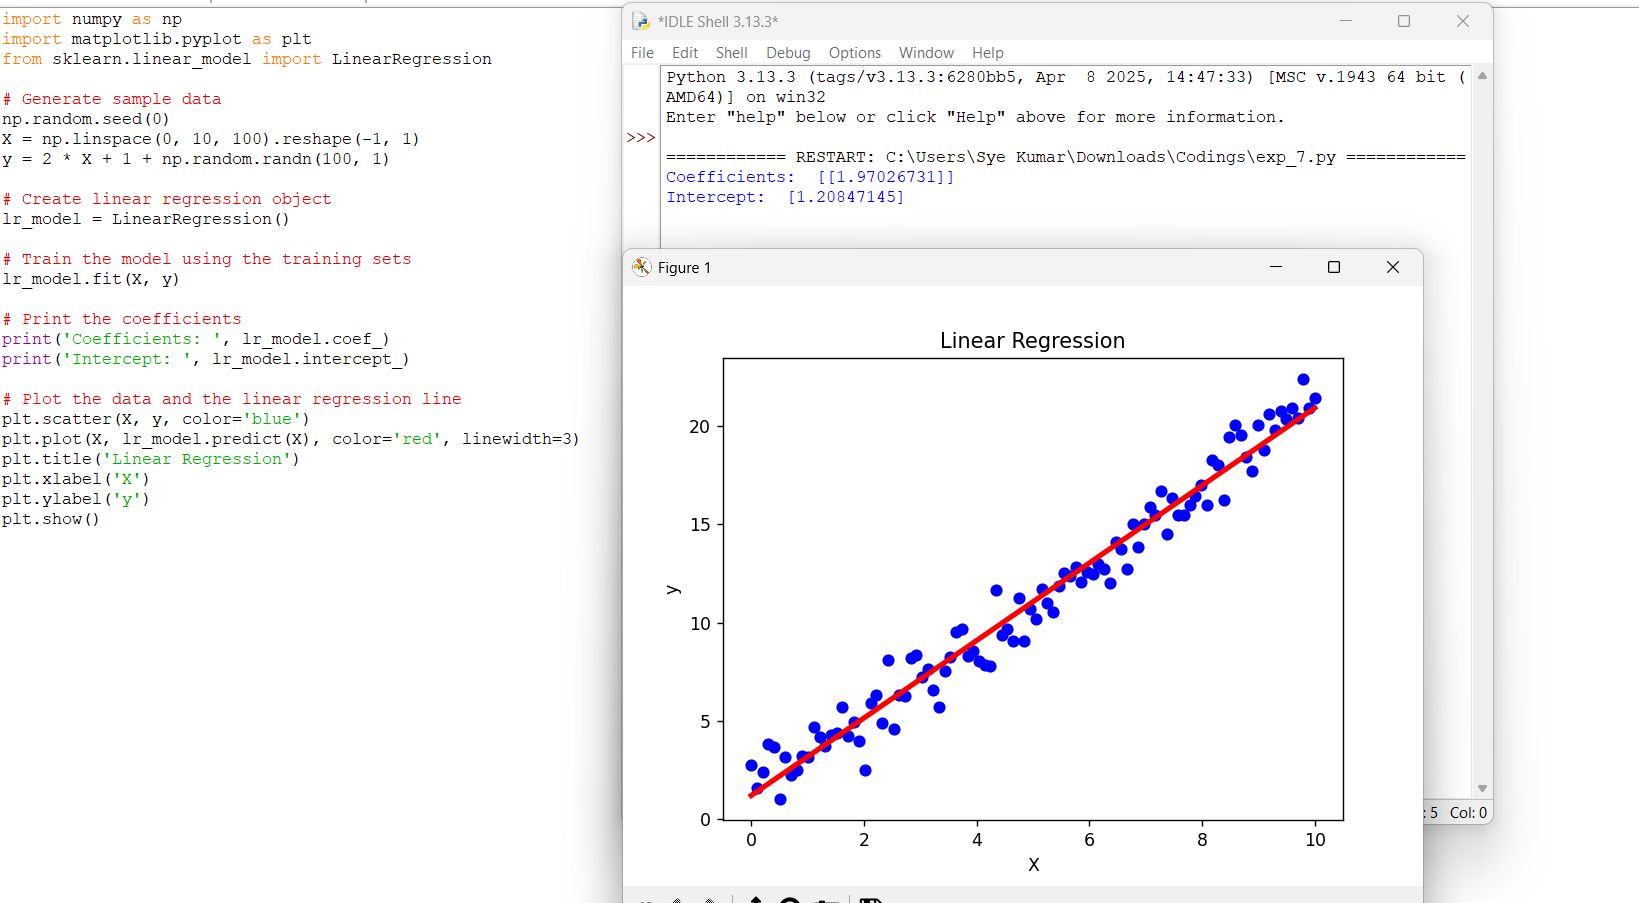 import numpy as np
import matplotlib.pyplot as plt
from sklearn.linear_model import LinearRegression
# Generate sample data
np.random.seed(0)
X = np.linspace(0, 10, 100).reshape(-1, 1)
y = 2 * X + 1 + np.random.randn(100, 1)
# Create linear regression object
lr_model = LinearRegression()
# Train the model using the training sets
lr_model.fit(X, y)
# Print the coefficients
print('Coefficients: ', lr_model.coef_)
print('Intercept: ', lr_model.intercept_)
# Plot the data and the linear regression line
plt.scatter(X, y, color='blue')
plt.plot(X, lr_model.predict(X), color='red', linewidth=3)
plt.title('Linear Regression')
plt.xlabel('X')
plt.ylabel('y')
plt.show()
*IDLE Shell 3.13.3*
File Edit Shell Debug Options Window Help
Python 3.13.3 (tags/v3.13.3:6280bb5, Apr  8 2025, 14:47:33) [MSC v.1943 64 bit (
AMD64)] on win32
Enter "help" below or click "Help" above for more information.
>>>
============ RESTART: C:\Users\Sye Kumar\Downloads\Codings\exp_7.py ============
Coefficients:  [[1.97026731]]
Intercept:  [1.20847145]
Figure 1
Linear Regression
20
15
y
10
5
0
0 2 4 6 8 10
X
: 5 Col: 0